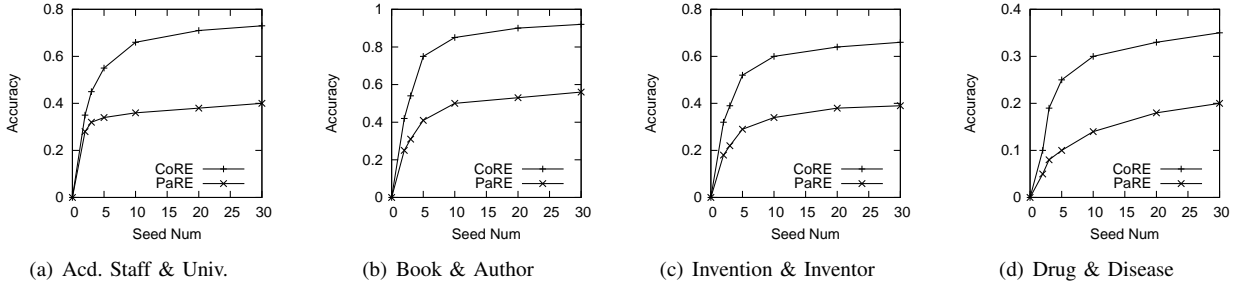 0.8
0.6
0.4
0.2
0
Accuracy
CoRE
PaRE
0 5 10 15 20 25 30
Seed Num
(a) Acd. Staff & Univ.
1
0.8
0.6
0.4
0.2
0
Accuracy
CoRE
PaRE
0 5 10 15 20 25 30
Seed Num
(b) Book & Author
0.8
0.6
0.4
0.2
0
Accuracy
CoRE
PaRE
0 5 10 15 20 25 30
Seed Num
(c) Invention & Inventor
0.4
0.3
0.2
0.1
0
Accuracy
CoRE
PaRE
0 5 10 15 20 25 30
Seed Num
(d) Drug & Disease